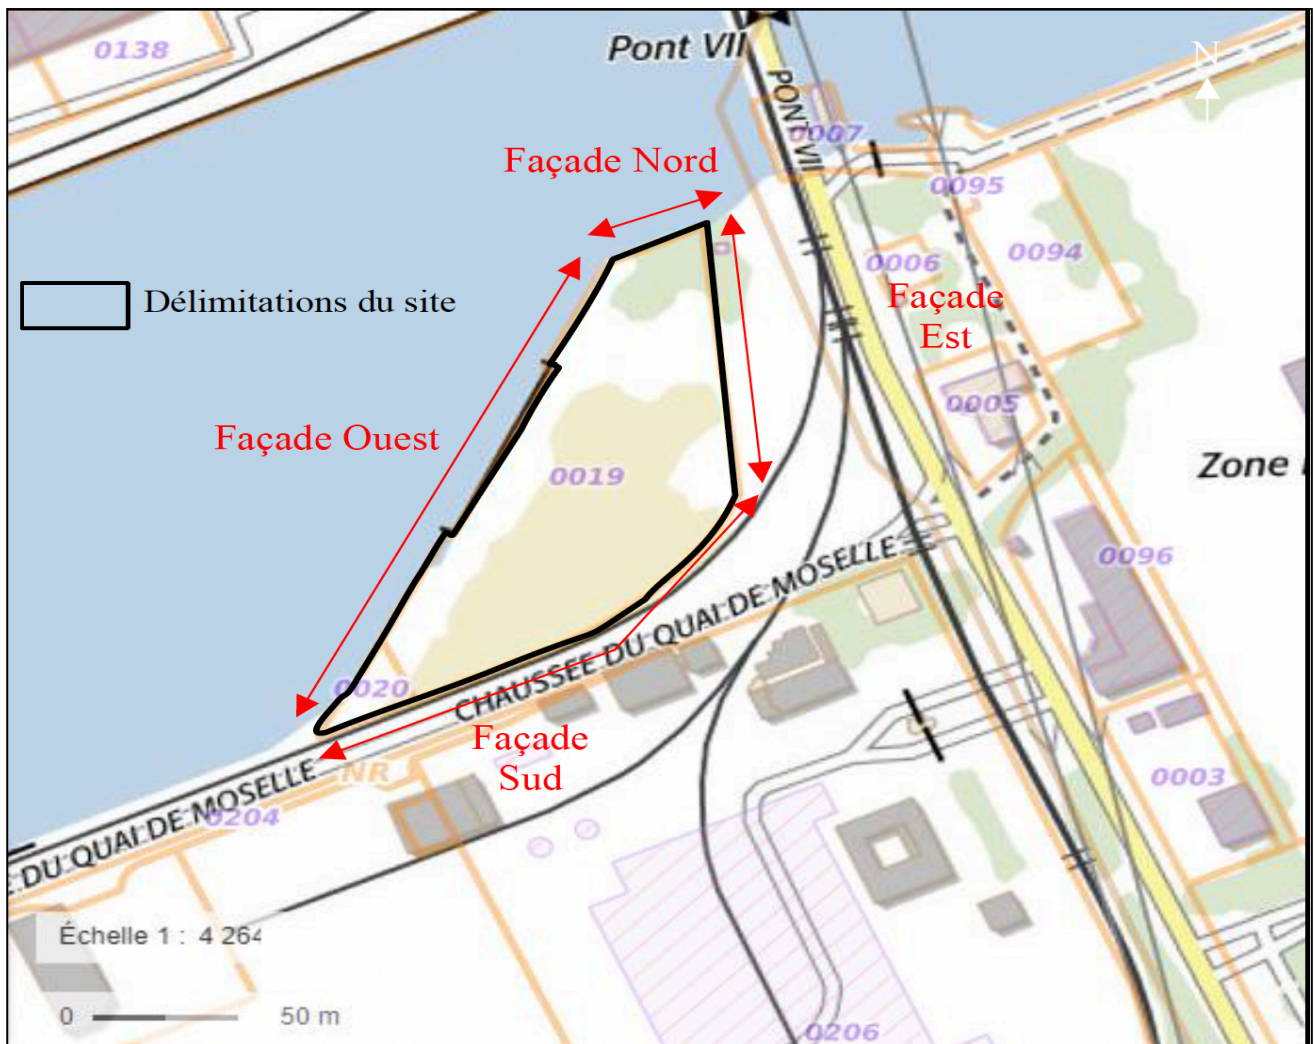 0138
Pont VII
N
PONT VII
0007
Façade Nord
0095
0094
0006
Façade
Est
Délimitations du site
0005
Façade Ouest
0019
Zone
0096
CHAUSSEE DU QUAI DE MOSELLE
0020
Façade
Sud
NR
0003
0204
DU QUAI DE MOSELLE
Échelle 1 : 4 264
0 50 m
0206